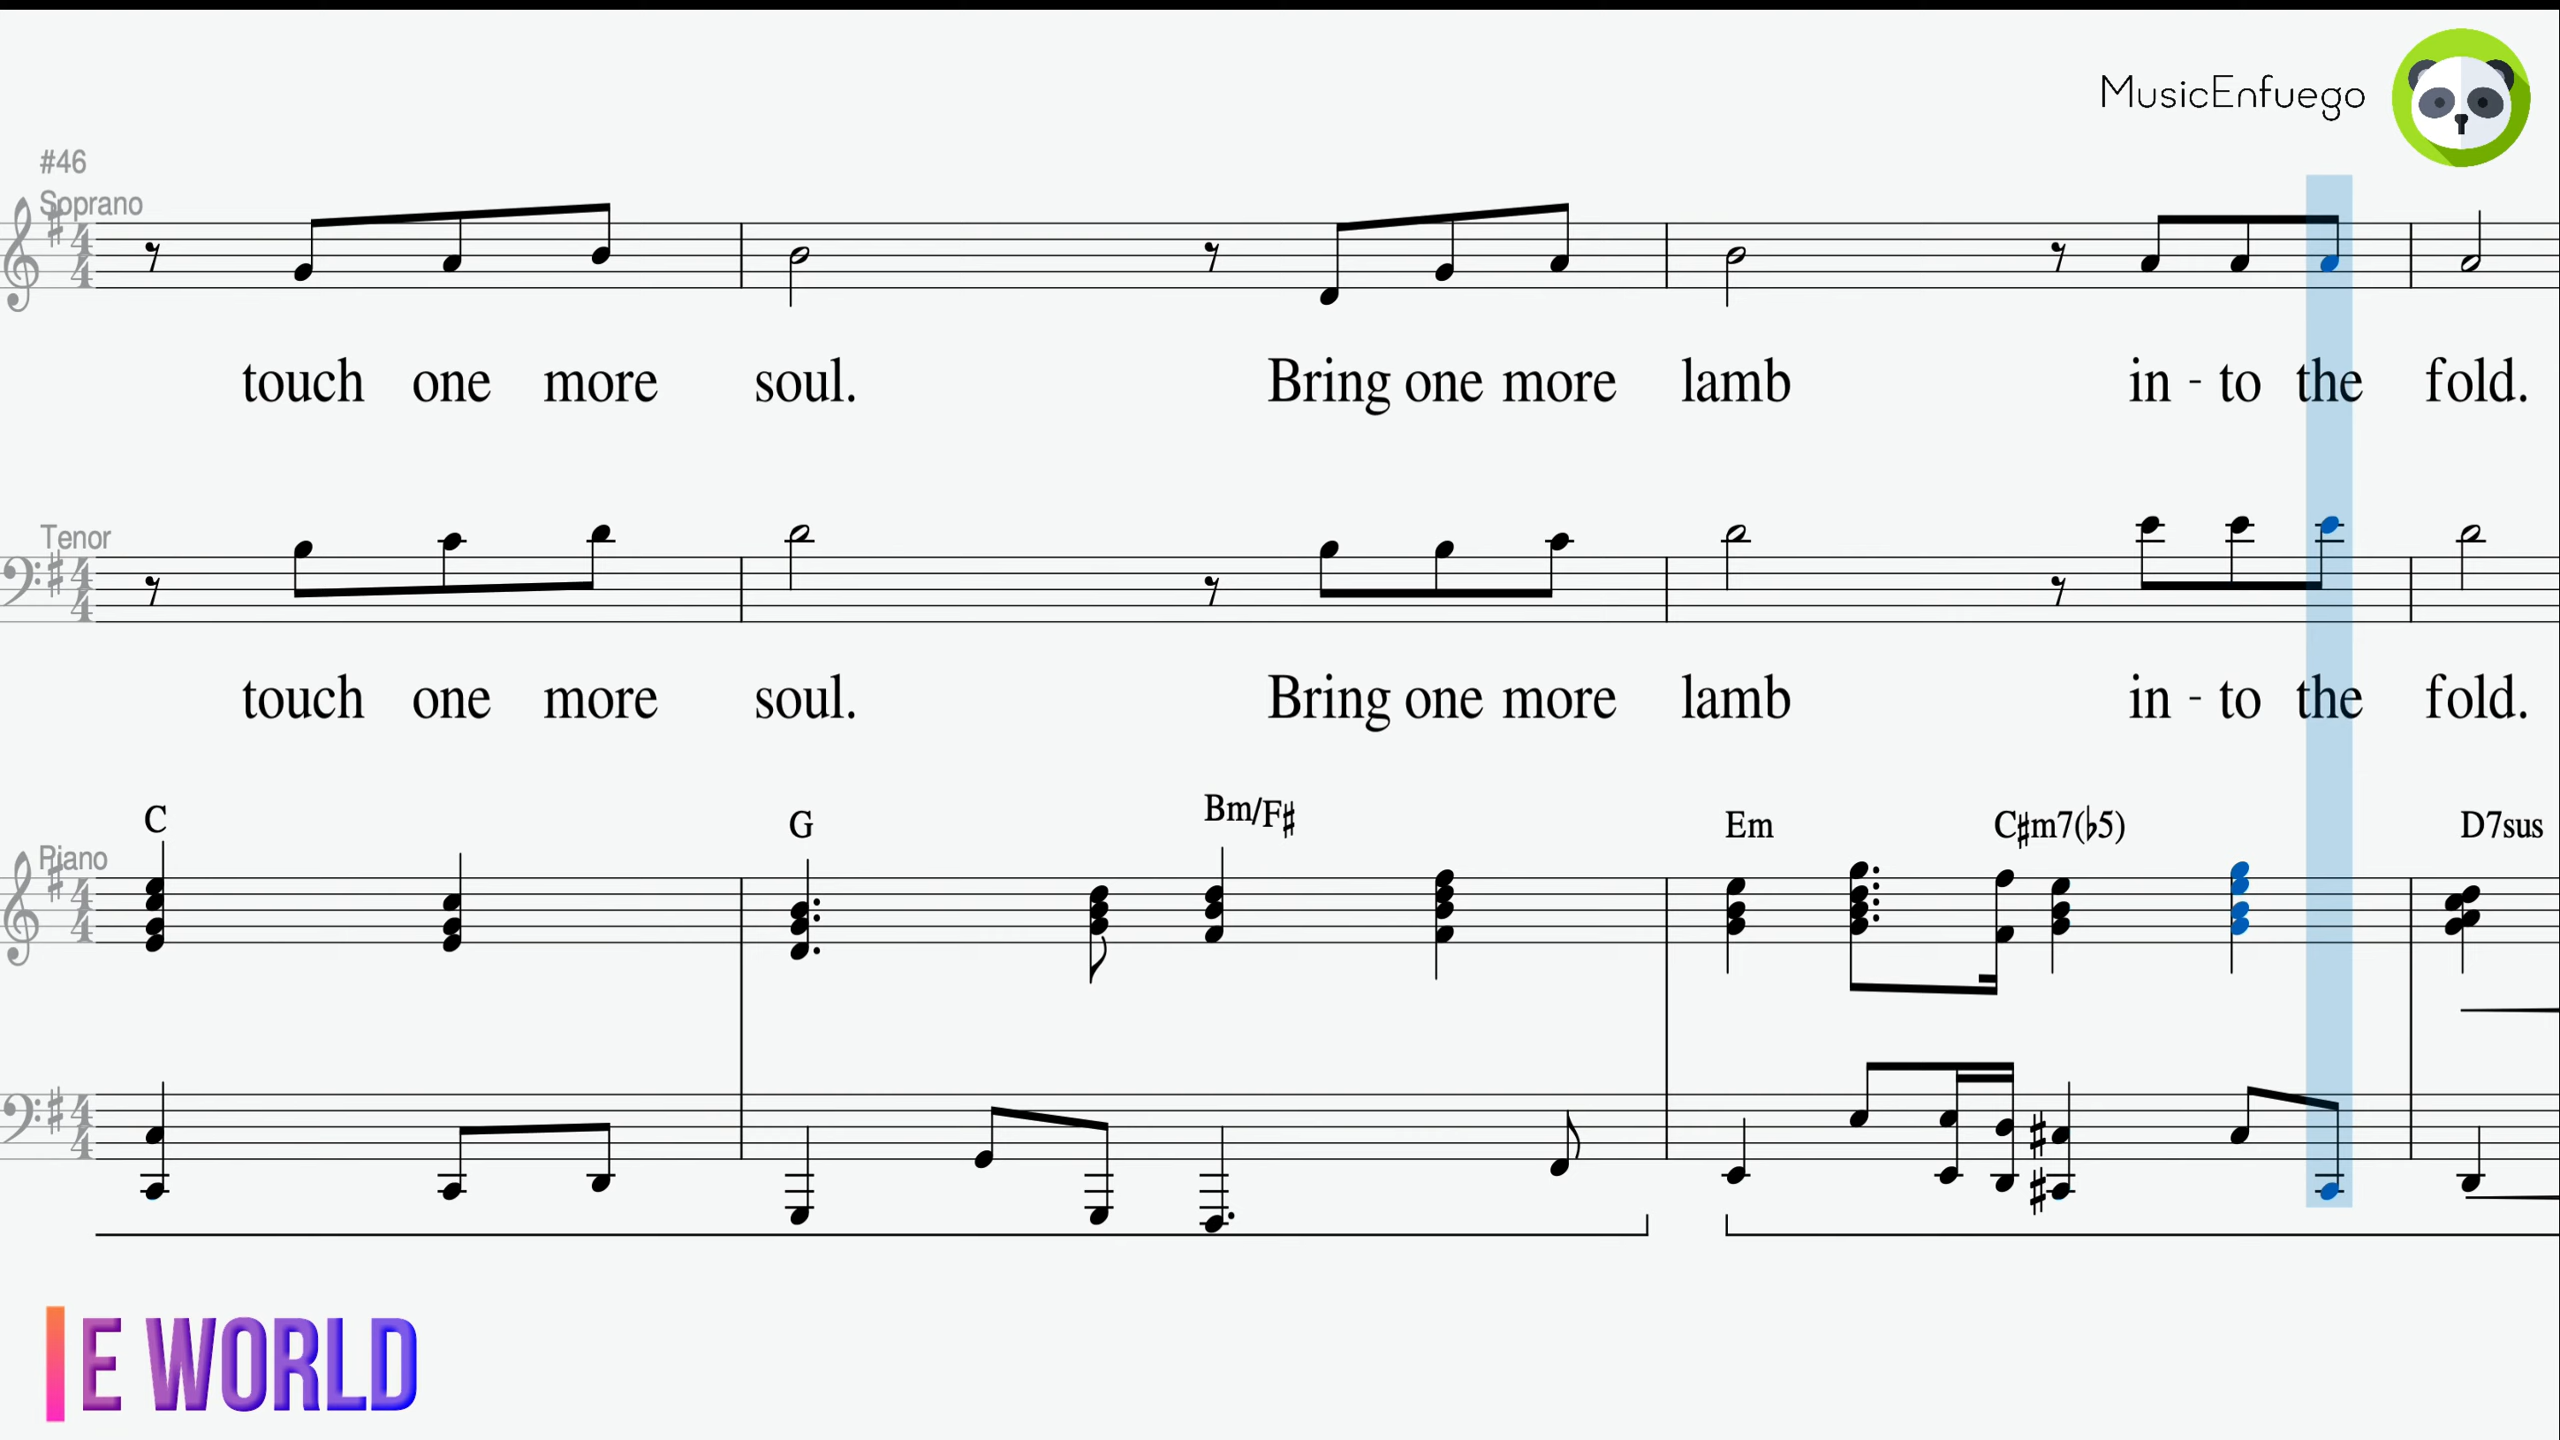 MusicEnfuego
#46
Soprano
touch one more soul. Bring one more lamb in - to the fold.
Tenor
touch one more soul. Bring one more lamb in - to the fold.
C G Bm/F♯ Em C♯m7(♭5) D7sus
Piano
E WORLD